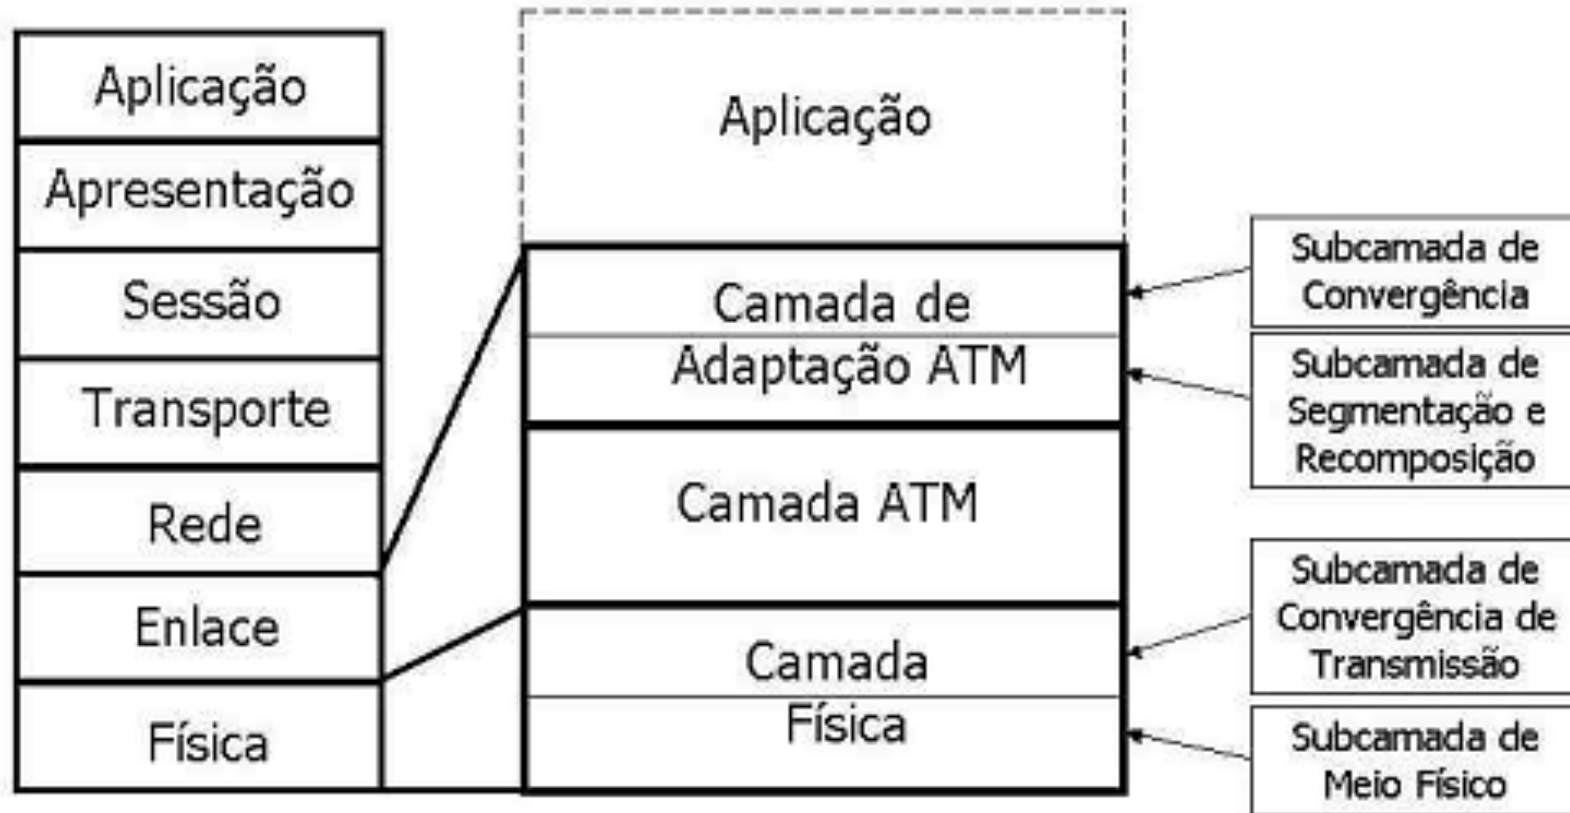 Aplicação
Apresentação
Sessão
Transporte
Rede
Enlace
Física
Aplicação
Camada de
Adaptação ATM
Camada ATM
Camada
Física
Subcamada de
Convergência
Subcamada de
Segmentação e
Recomposição
Subcamada de
Convergência de
Transmissão
Subcamada de
Meio Físico